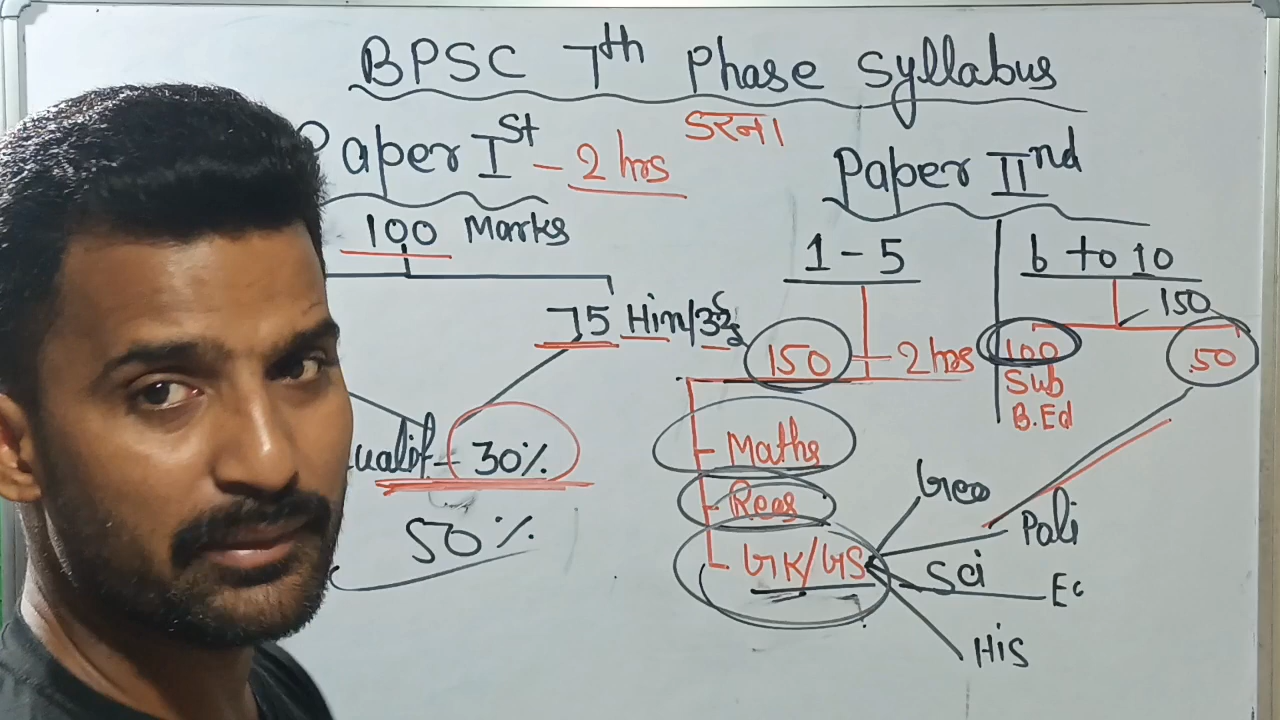 BPSC 7th Phase Syllabus
Paper Ist - 2 hrs
डरना।
100 Marks
75 Hin/उर्दू
ualif - 30%
50%
Paper IInd
1 - 5
150 - 2 hrs
- Maths
- Rees
- GK/GS
Geo
Poli
Sci
Ec
His
6 to 10
150
100
Sub
B.Ed
50